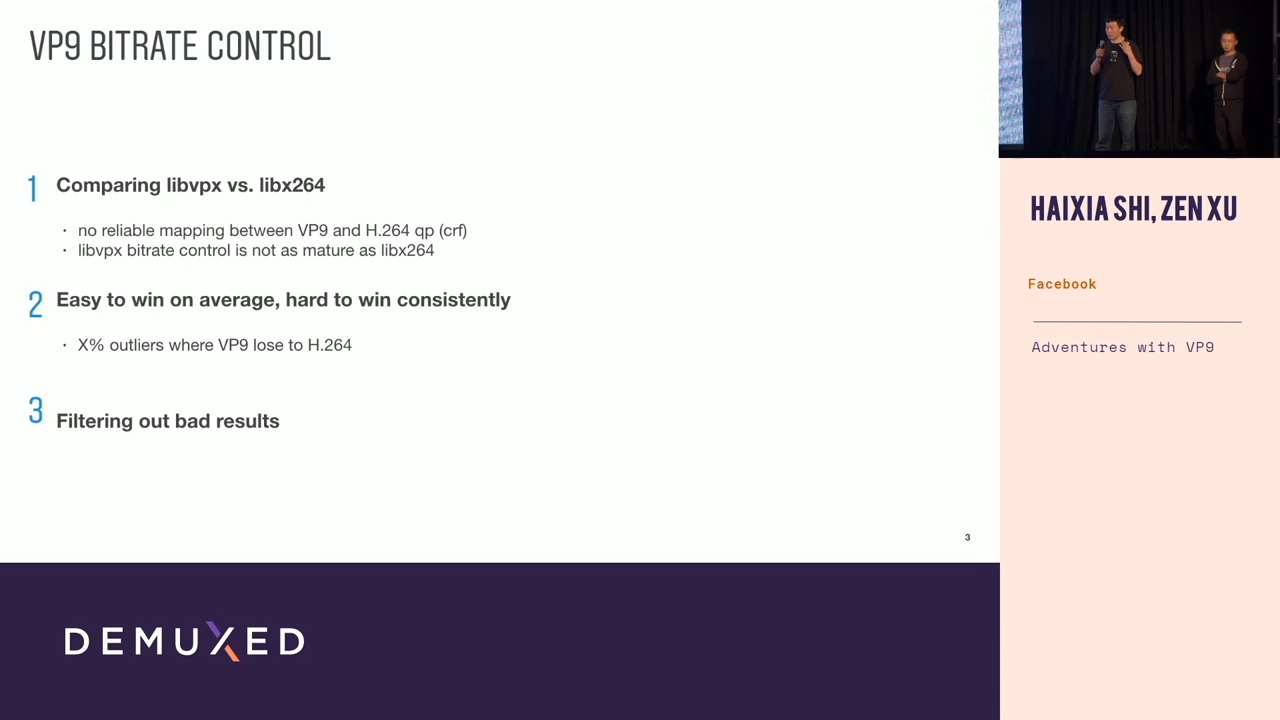 VP9 BITRATE CONTROL
1 Comparing libvpx vs. libx264
· no reliable mapping between VP9 and H.264 qp (crf)
· libvpx bitrate control is not as mature as libx264
2 Easy to win on average, hard to win consistently
· X% outliers where VP9 lose to H.264
3 Filtering out bad results
3
DEMUXED
HAIXIA SHI, ZEN XU
Facebook
Adventures with VP9